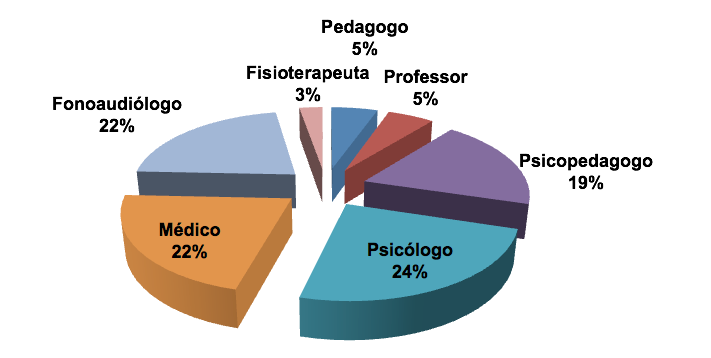 Pedagogo
5%
Fisioterapeuta
3%
Professor
5%
Fonoaudiólogo
22%
Psicopedagogo
19%
Médico
22%
Psicólogo
24%